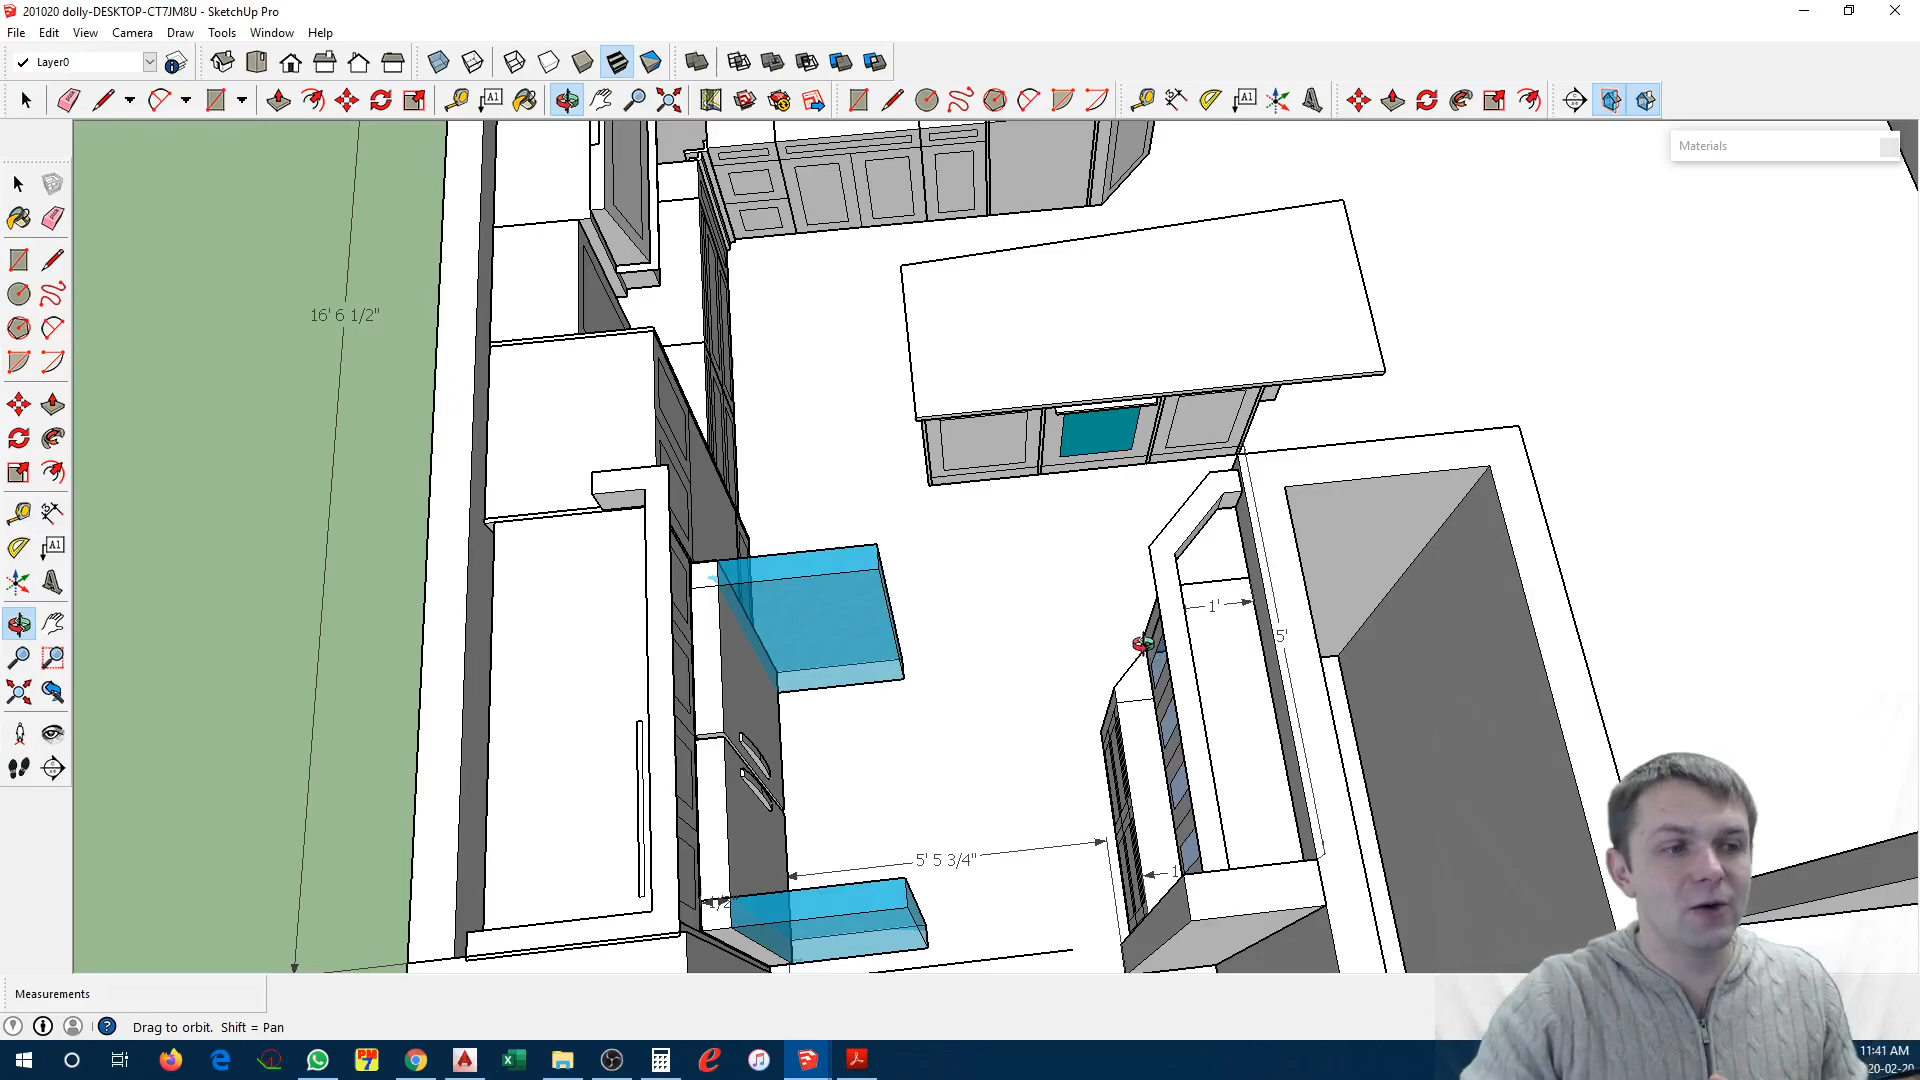 201020 dolly-DESKTOP-CT7JM8U - SketchUp Pro
File Edit View Camera Draw Tools Window Help
Layer0
Materials
16' 6 1/2"
1'
5'
5' 5 3/4"
Measurements
Drag to orbit. Shift = Pan
11:41 AM